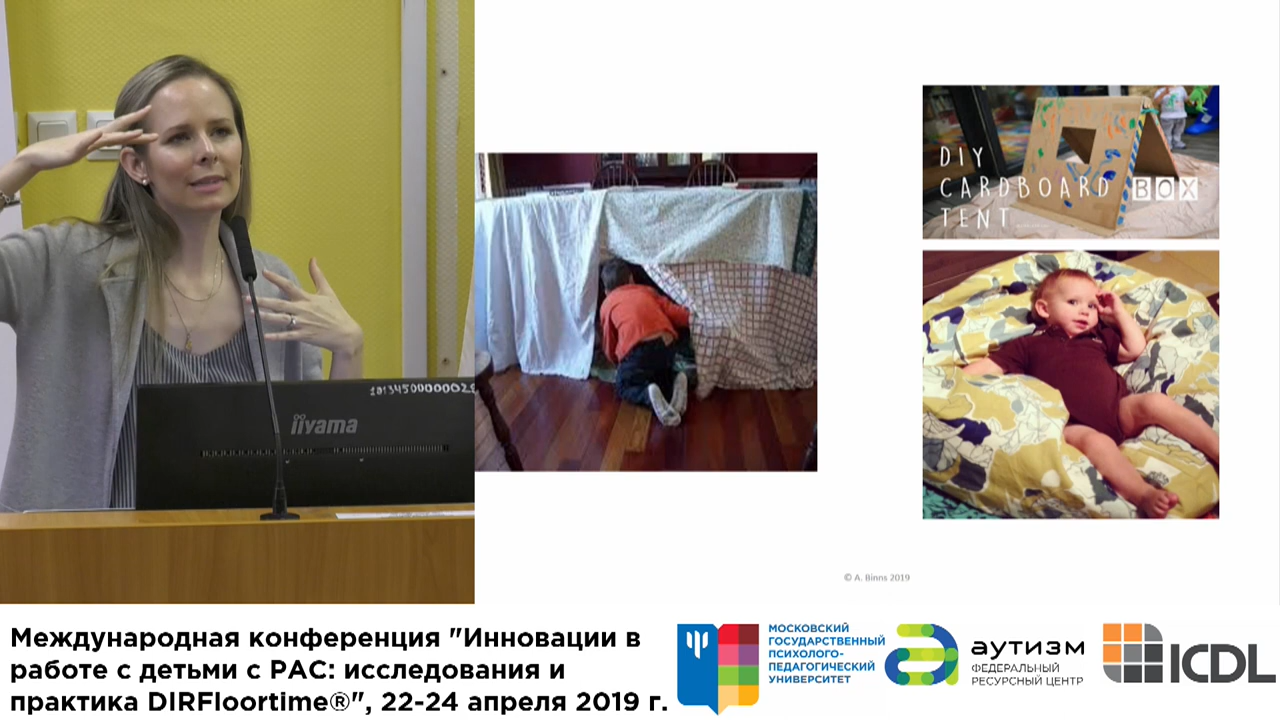 DIY
CARDBOARD BOX
TENT
iiyama
© A. Binns 2019
Международная конференция "Инновации в
работе с детьми с РАС: исследования и
практика DIRFloortime®", 22-24 апреля 2019 г.
МОСКОВСКИЙ
ГОСУДАРСТВЕННЫЙ
ПСИХОЛОГО-
ПЕДАГОГИЧЕСКИЙ
УНИВЕРСИТЕТ
аутизм
ФЕДЕРАЛЬНЫЙ
РЕСУРСНЫЙ ЦЕНТР
ICDL